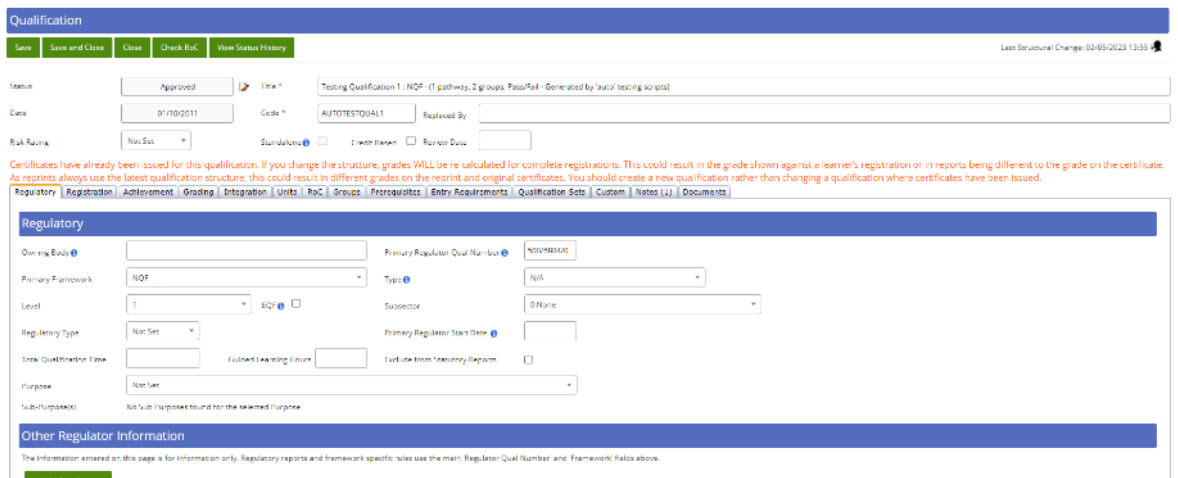 Qualification
Save Save and Close Close Check RoC View Status History Last Structural Change: 02/05/2023 13:55
Status Approved Title * Testing Qualification 1 : NQF - (1 pathway, 2 groups, Pass/Fail - Generated by 'auto' testing scripts)
Date 01/10/2011 Code * AUTOTESTQUAL1 Replaced By
Risk Rating Not Set Standalone Credit Based Review Date
Certificates have already been issued for this qualification. If you change the structure, grades WILL be re calculated for complete registrations. This could result in the grade shown against a learner's registration or in reports being different to the grade on the certificate.
As reprints always use the latest qualification structure, this could result in different grades on the reprint and original certificates. You should create a new qualification rather than changing a qualification where certificates have been issued.
Regulatory Registration Achievement Grading Integration Units RoC Groups Prerequisites Entry Requirements Qualification Sets Custom Notes (1) Documents
Regulatory
Owning Body Primary Regulator Qual Number
Primary Framework NQF Type N/A
Level 1 EQF Subsector 0:None
Regulatory Type Not Set Primary Regulator Start Date
Total Qualification Time Guided Learning Hours Exclude from Statutory Reports
Purpose Not Set
Sub-Purpose(s) No Sub Purposes found for the selected Purpose
Other Regulator Information
The information entered on this page is for information only. Regulatory reports and framework specific rules use the main 'Regulator Qual Number' and 'Framework' fields above.